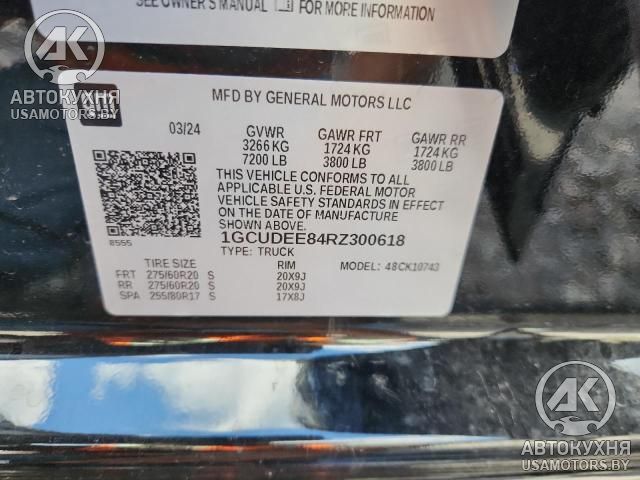 SEE OWNER'S MANUAL FOR MORE INFORMATION
АВТОКУХНЯ
USAMOTORS.BY
gm
MFD BY GENERAL MOTORS LLC
03/24 GVWR GAWR FRT GAWR RR
3266 KG 1724 KG 1724 KG
7200 LB 3800 LB 3800 LB
THIS VEHICLE CONFORMS TO ALL
APPLICABLE U.S. FEDERAL MOTOR
VEHICLE SAFETY STANDARDS IN EFFECT
ON THE DATE OF MANUFACTURE
SHOWN ABOVE.
8555 1GCUDEE84RZ300618
TYPE: TRUCK MODEL: 48CK10743
TIRE SIZE RIM
FRT 275/60R20 S 20X9J
RR 275/60R20 S 20X9J
SPA 255/80R17 S 17X8J
АВТОКУХНЯ
USAMOTORS.BY